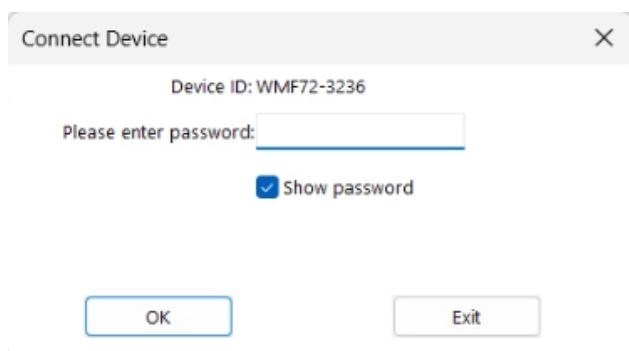 Connect Device
Device ID: WMF72-3236
Please enter password:
Show password
OK
Exit